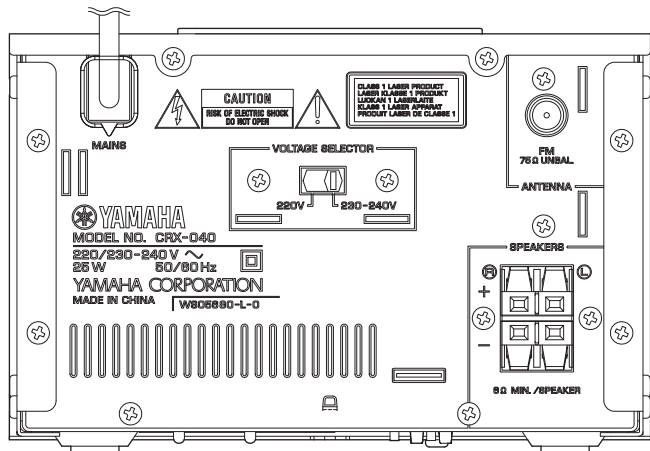 MAINS
CAUTION
RISK OF ELECTRIC SHOCK
DO NOT OPEN
CLASS 1 LASER PRODUCT
LASER KLASSE 1 PRODUKT
LUOKAN 1 LASERLAITE
KLASS 1 LASER APPARAT
PRODUIT LASER DE CLASSE 1
FM
75Ω UNBAL.
ANTENNA
VOLTAGE SELECTOR
220V 230-240V
YAMAHA
MODEL NO. CRX-040
220/230-240 V ~
25 W 50/60 Hz
YAMAHA CORPORATION
MADE IN CHINA WS05680-L-0
SPEAKERS
R L
+
−
6Ω MIN. /SPEAKER